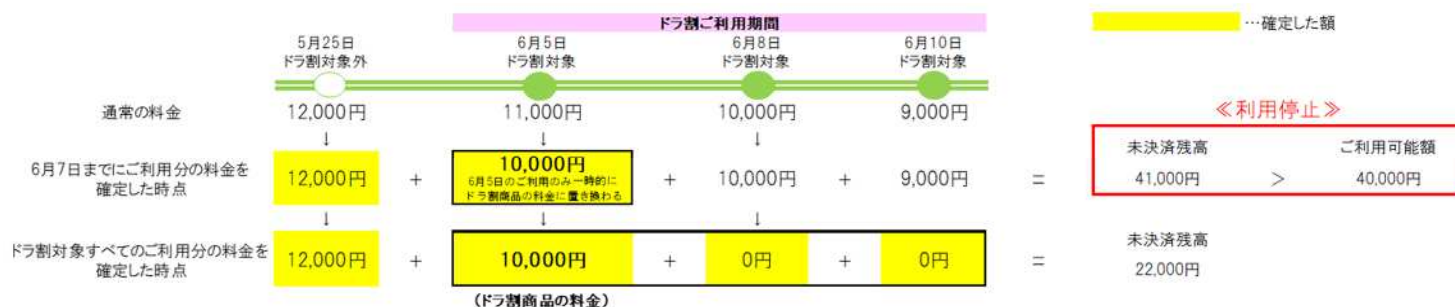 ドラ割ご利用期間
…確定した額
5月25日
ドラ割対象外
6月5日
ドラ割対象
6月8日
ドラ割対象
6月10日
ドラ割対象
通常の料金
12,000円
11,000円
10,000円
9,000円
≪利用停止≫
↓
↓
↓
6月7日までにご利用分の料金を
確定した時点
12,000円
+
10,000円
6月5日のご利用のみ一時的に
ドラ割商品の料金に置き換わる
+
10,000円
+
9,000円
=
未決済残高
41,000円
>
ご利用可能額
40,000円
↓
↓
↓
ドラ割対象すべてのご利用分の料金を
確定した時点
12,000円
+
10,000円
+
0円
+
0円
=
未決済残高
22,000円
(ドラ割商品の料金)